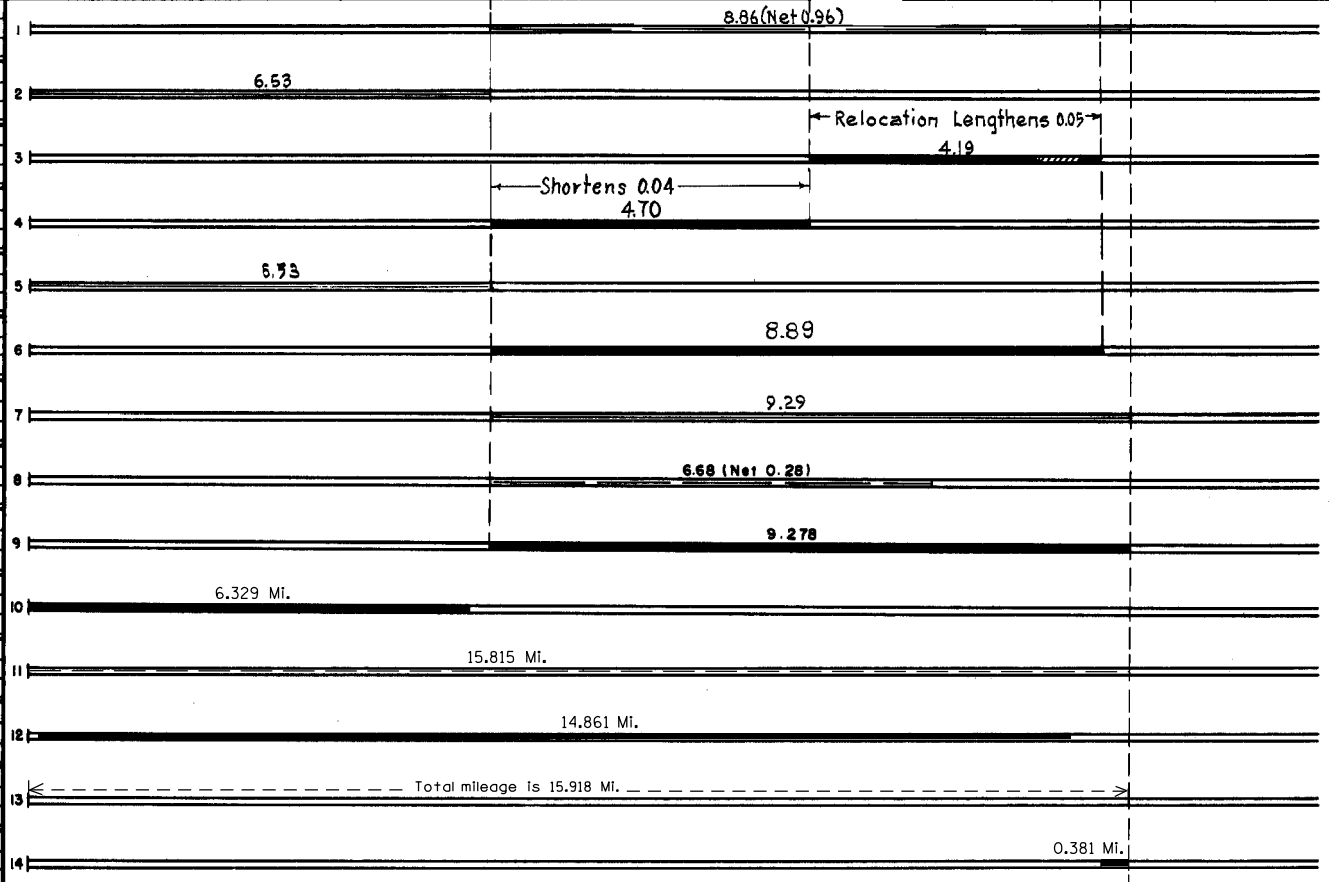 8.86(Net 0.96)
1
6.53
2
Relocation Lengthens 0.05
4.19
3
Shortens 0.04
4.70
4
5
8.89
6
9.29
7
6.68 (Net 0.28)
8
9.278
9
6.329 Mi.
10
15.815 Mi.
11
14.861 Mi.
12
Total mileage is 15.918 Mi.
13
0.381 Mi.
14